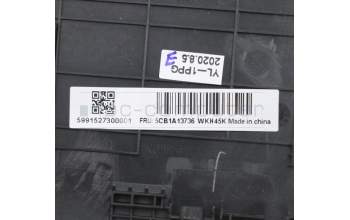 E
YL—1PPG
2020.8.5
5991527300001 FRU: 5CB1A13736 WKH45K Made in china